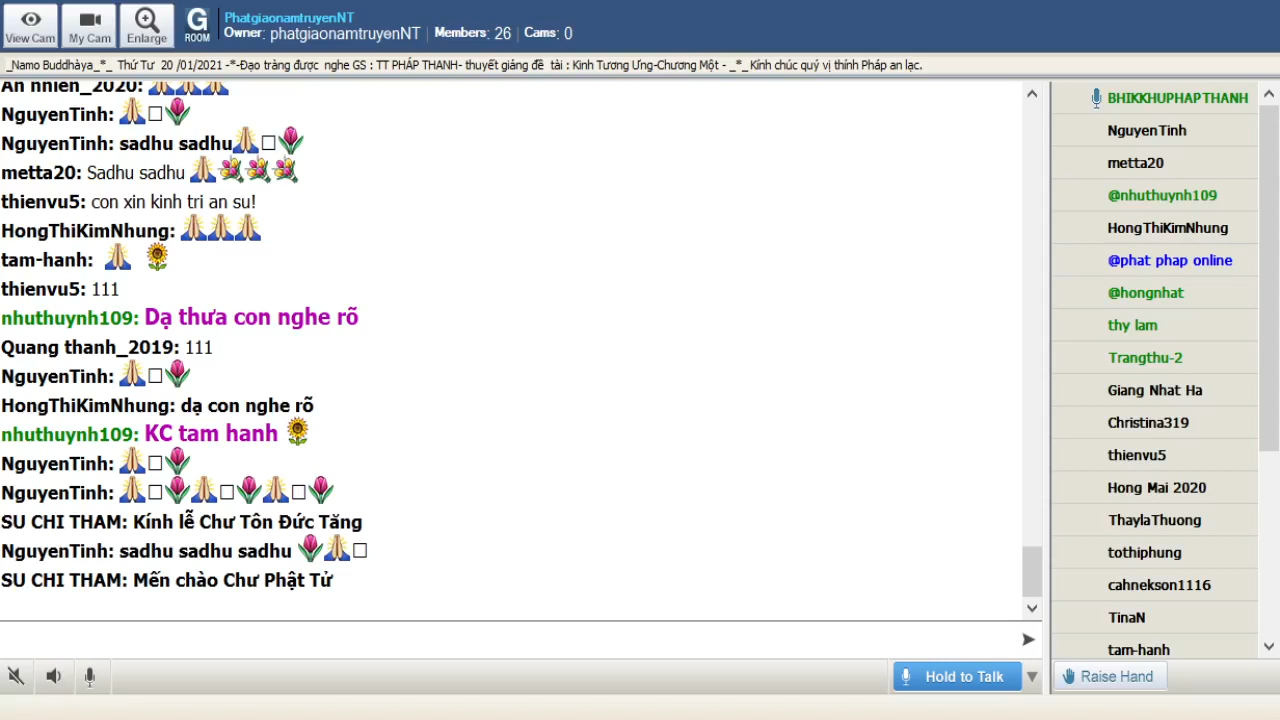 View Cam
My Cam
Enlarge
G
ROOM
PhatgiaonamtruyenNT
Owner: phatgiaonamtruyenNT | Members: 26 | Cams: 0
_Namo Buddhàya_*_ Thứ Tư 20 /01/2021 -*-Đạo tràng được nghe GS : TT PHÁP THANH- thuyết giảng đề tài : Kinh Tương Ưng-Chương Một - _*_Kính chúc quý vị thính Pháp an lạc.
An nhien_2020:
NguyenTinh:
NguyenTinh: sadhu sadhu
metta20: Sadhu sadhu
thienvu5: con xin kinh tri an su!
HongThiKimNhung:
tam-hanh:
thienvu5: 111
nhuthuynh109: Dạ thưa con nghe rõ
Quang thanh_2019: 111
NguyenTinh:
HongThiKimNhung: dạ con nghe rõ
nhuthuynh109: KC tam hanh
NguyenTinh:
NguyenTinh:
SU CHI THAM: Kính lễ Chư Tôn Đức Tăng
NguyenTinh: sadhu sadhu sadhu
SU CHI THAM: Mến chào Chư Phật Tử
BHIKKHUPHAPTHANH
NguyenTinh
metta20
@nhuthuynh109
HongThiKimNhung
@phat phap online
@hongnhat
thy lam
Trangthu-2
Giang Nhat Ha
Christina319
thienvu5
Hong Mai 2020
ThaylaThuong
tothiphung
cahnekson1116
TinaN
tam-hanh
Hold to Talk
Raise Hand